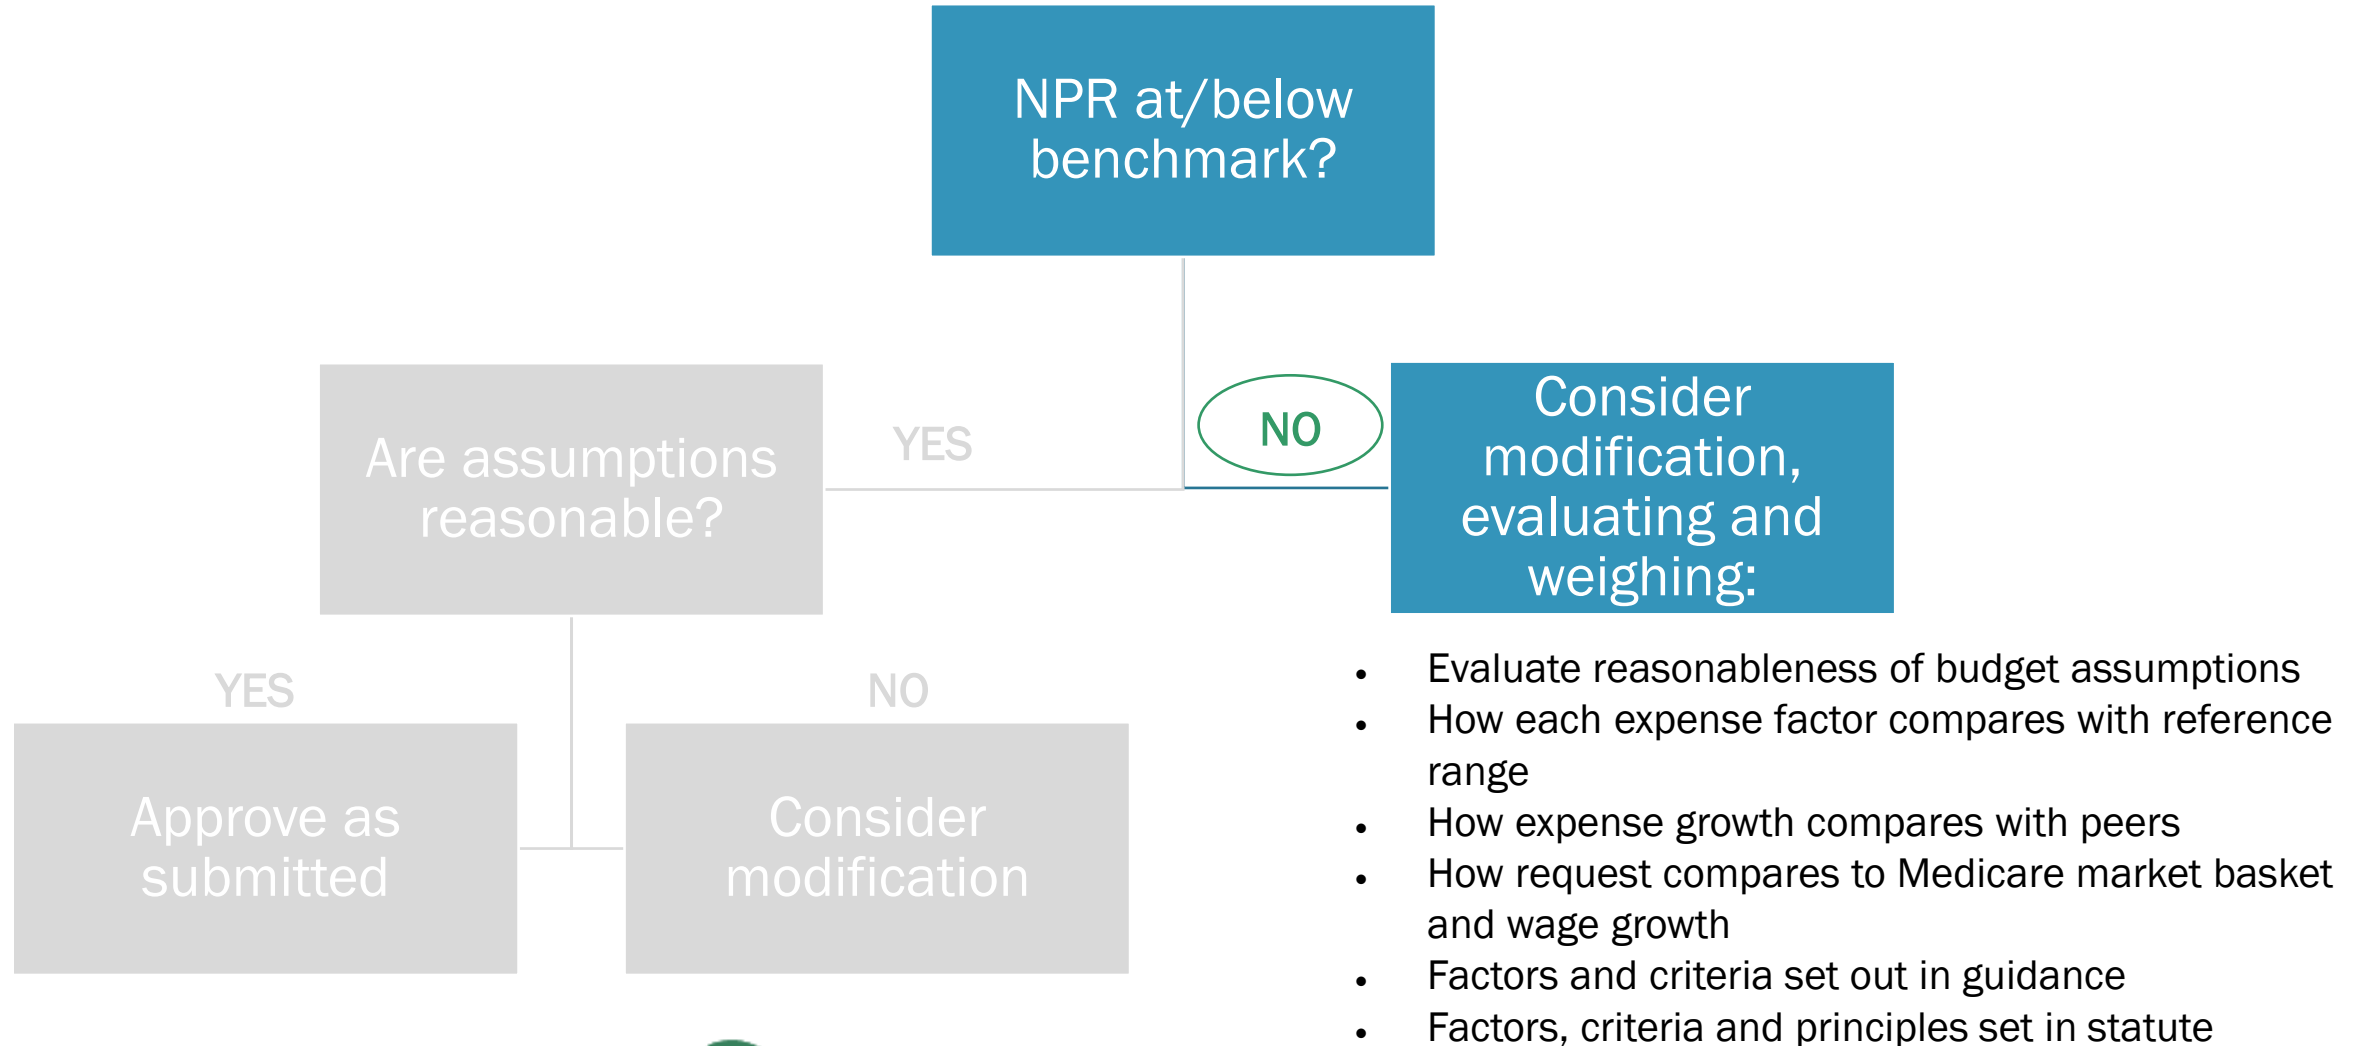 NPR at/below
benchmark?
YES
NO
Are assumptions
reasonable?
Consider
modification,
evaluating and
weighing:
YES
NO
Approve as
submitted
Consider
modification
• Evaluate reasonableness of budget assumptions
• How each expense factor compares with reference
range
• How expense growth compares with peers
• How request compares to Medicare market basket
and wage growth
• Factors and criteria set out in guidance
• Factors, criteria and principles set in statute